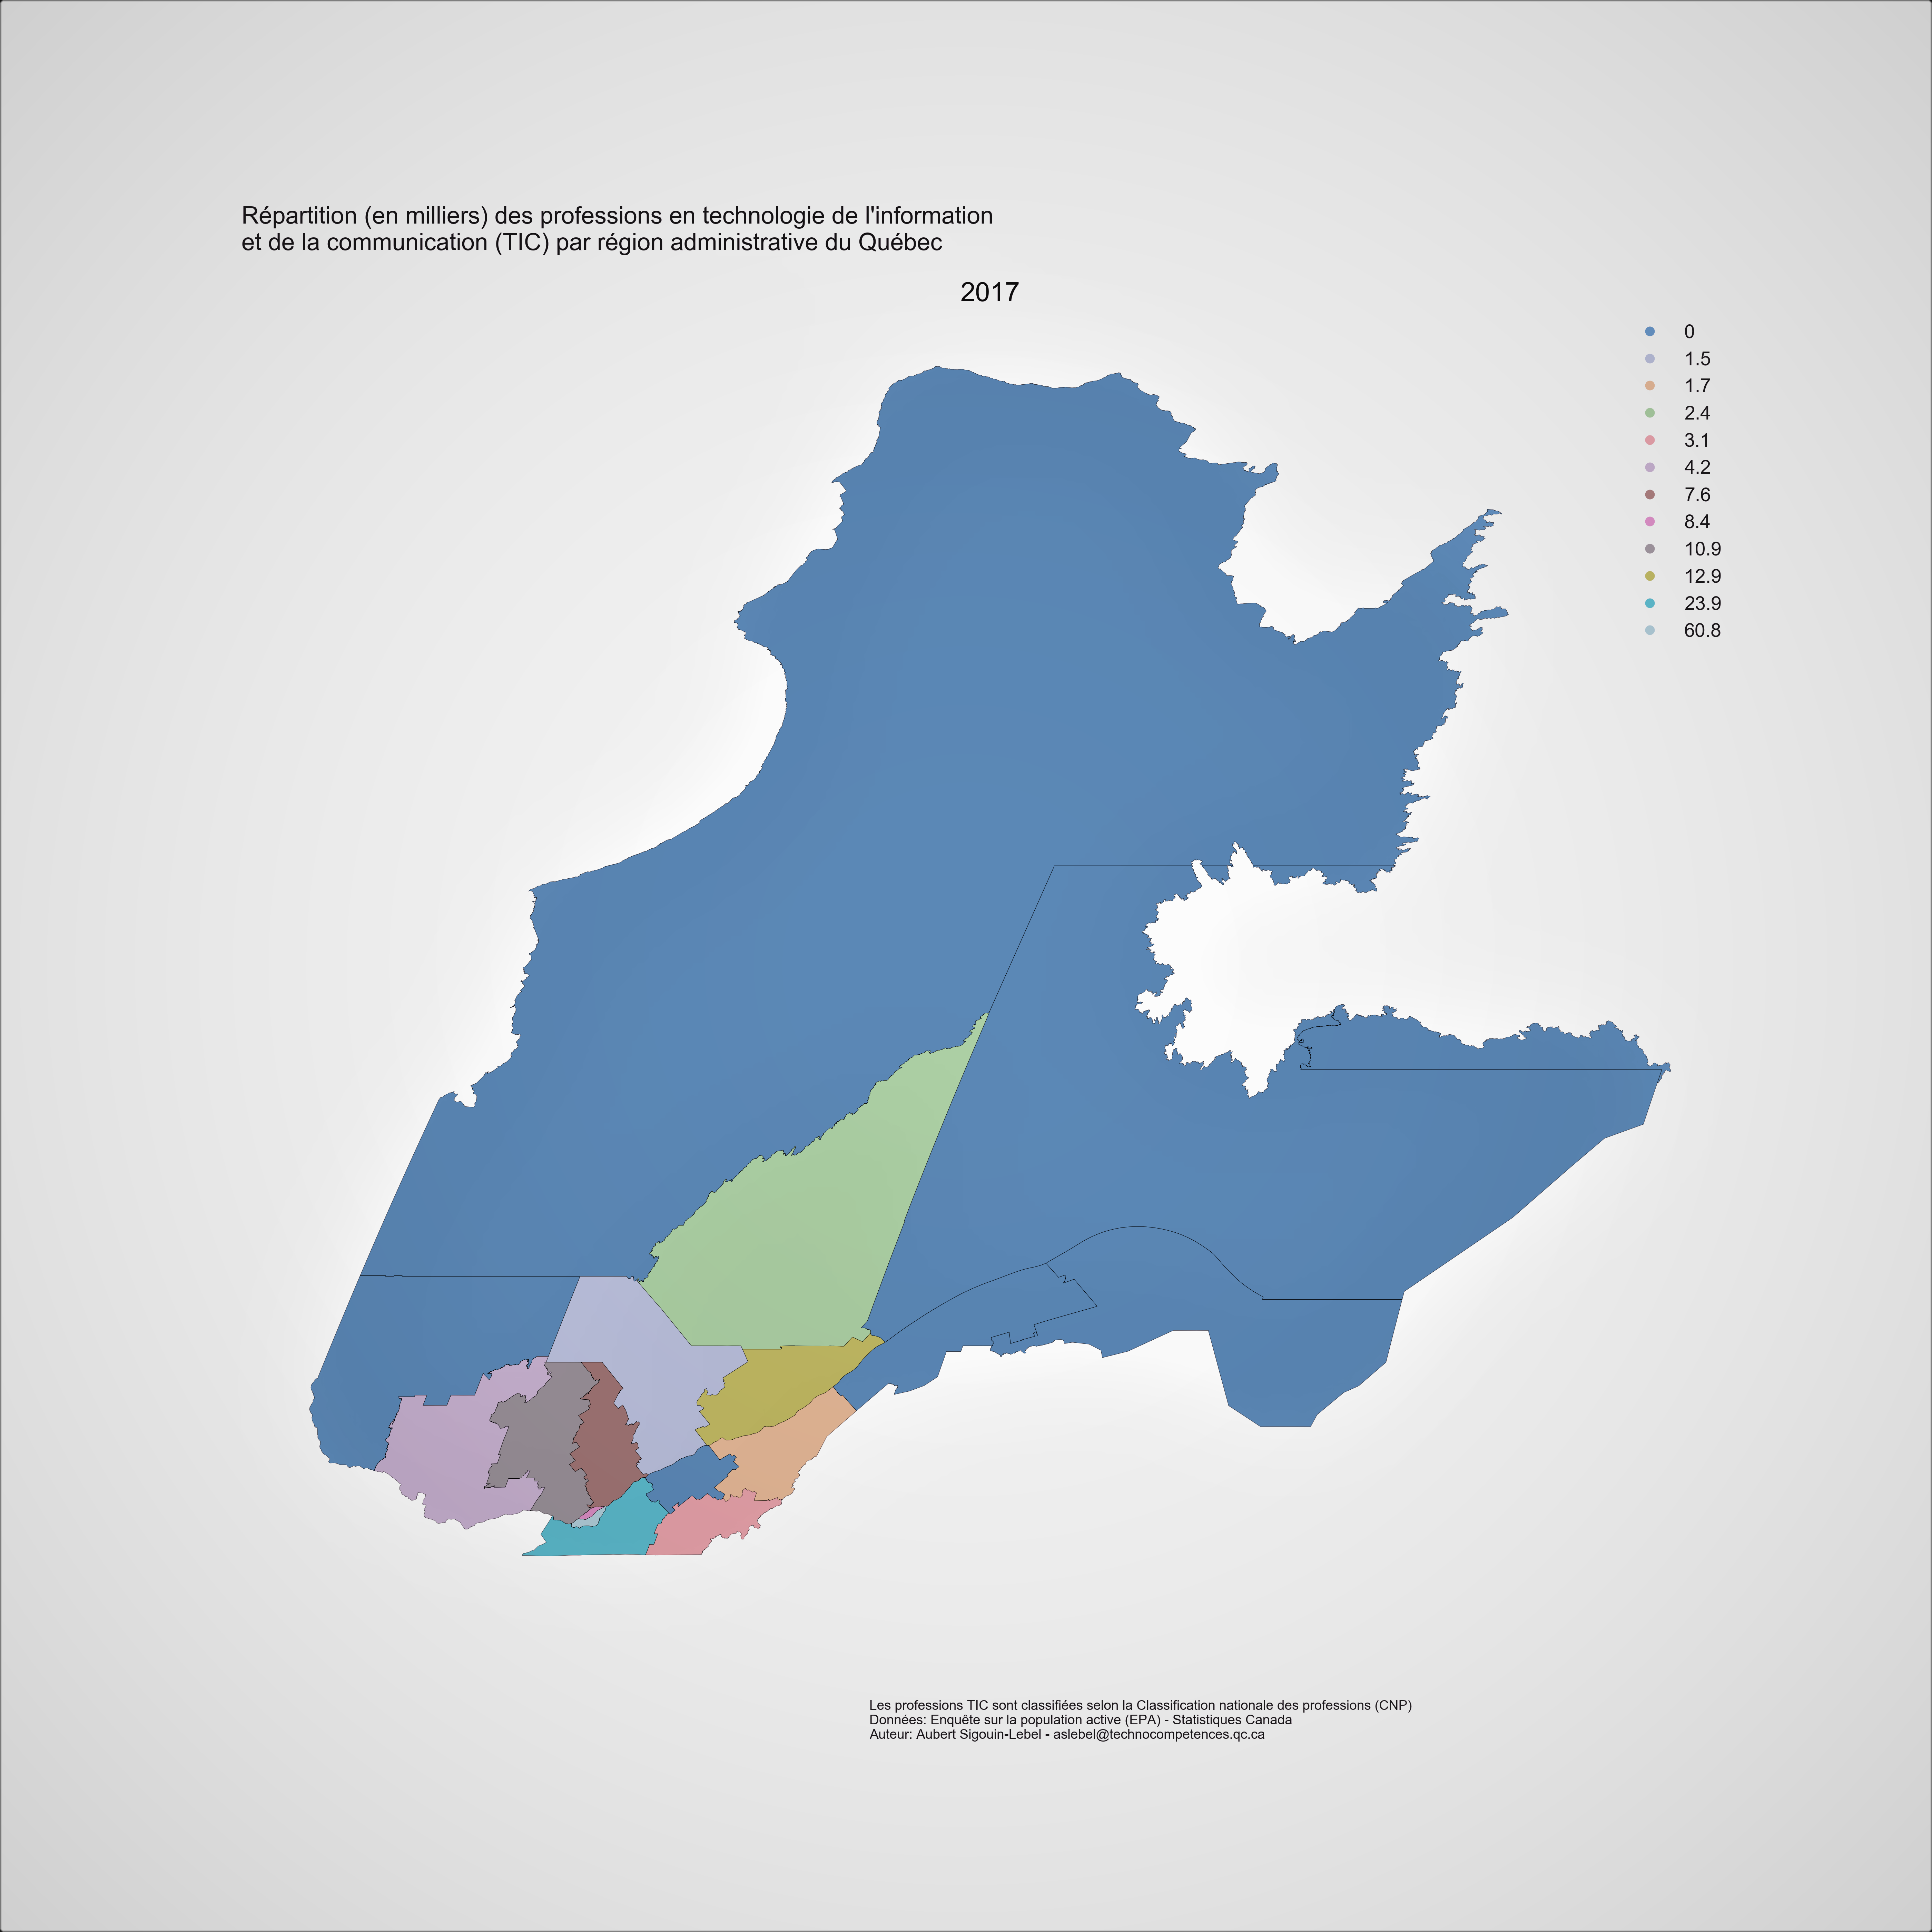 Répartition (en milliers) des professions en technologie de l'information
et de la communication (TIC) par région administrative du Québec
2017
0
1.5
1.7
2.4
3.1
4.2
7.6
8.4
10.9
12.9
23.9
60.8
Les professions TIC sont classifiées selon la Classification nationale des professions (CNP)
Données: Enquête sur la population active (EPA) - Statistiques Canada
Auteur: Aubert Sigouin-Lebel - aslebel@technocompetences.qc.ca